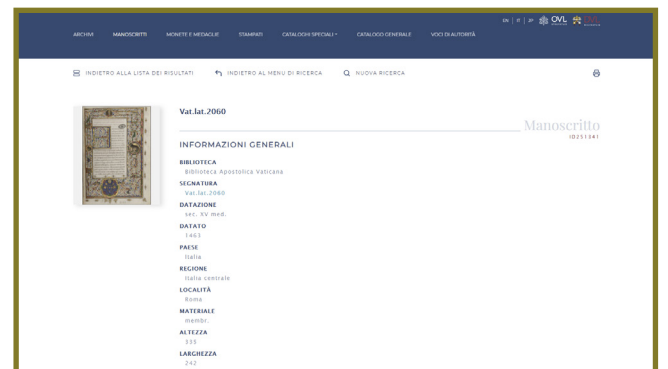 EN | IT | JP OVL
ARCHIVI MANOSCRITTI MONETE E MEDAGLIE STAMPATI CATALOGHI SPECIALI CATALOGO GENERALE VOCI DI AUTORITÀ
INDIETRO ALLA LISTA DEI RISULTATI INDIETRO AL MENU DI RICERCA NUOVA RICERCA
Vat.lat.2060
Manoscritto
ID251341
INFORMAZIONI GENERALI
BIBLIOTECA
Biblioteca Apostolica Vaticana
SEGNATURA
Vat.lat.2060
DATAZIONE
sec. XV med.
DATATO
1463
PAESE
Italia
REGIONE
Italia centrale
LOCALITÀ
Roma
MATERIALE
membr.
ALTEZZA
335
LARGHEZZA
242